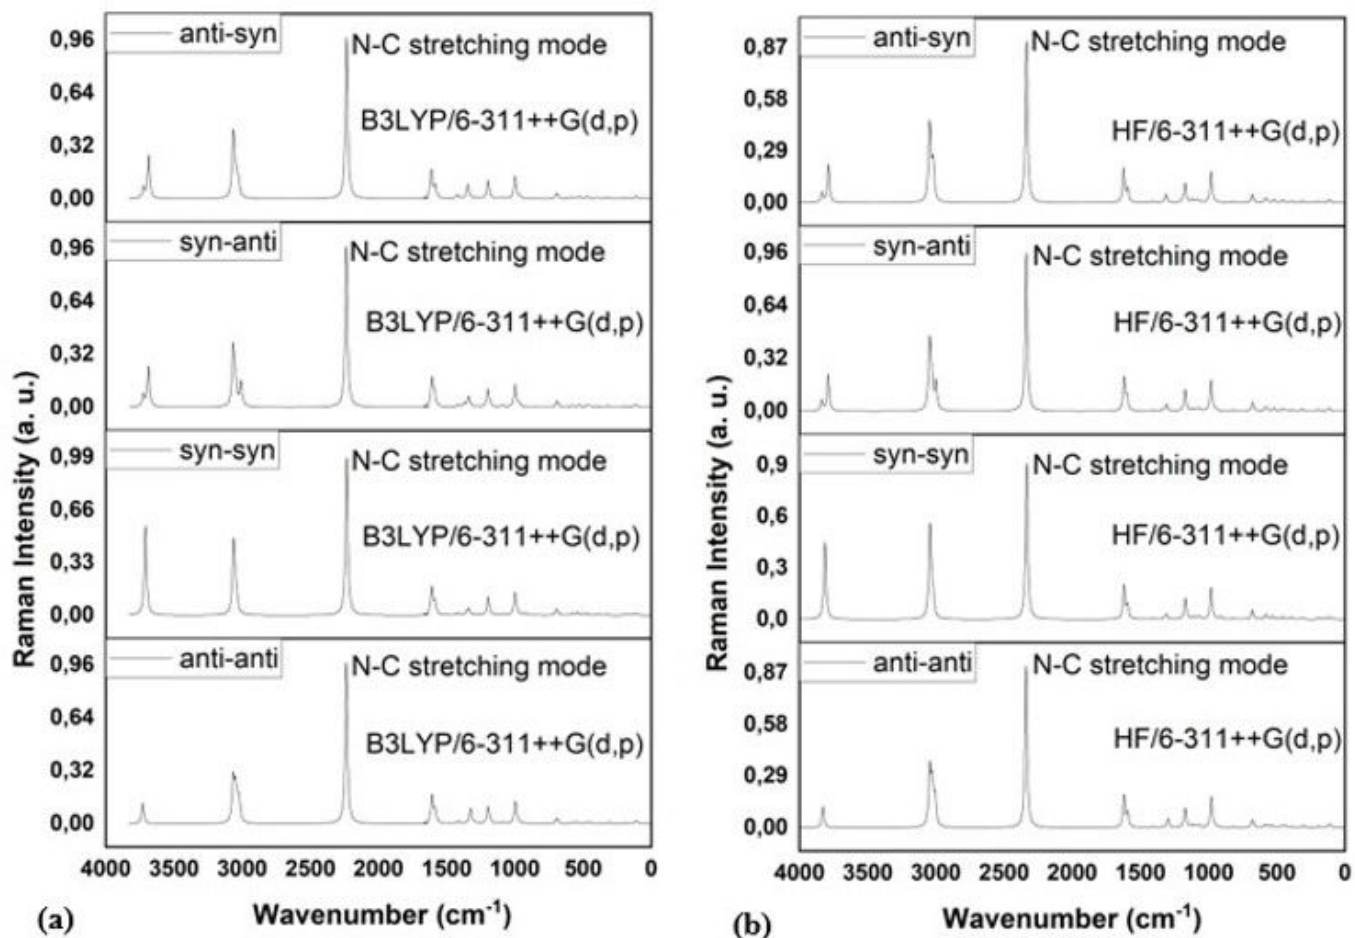 anti-syn
N-C stretching mode
B3LYP/6-311++G(d,p)
0,96
0,64
0,32
0,00
syn-anti
N-C stretching mode
B3LYP/6-311++G(d,p)
0,96
0,64
0,32
0,00
syn-syn
N-C stretching mode
B3LYP/6-311++G(d,p)
0,99
0,66
0,33
0,00
anti-anti
N-C stretching mode
B3LYP/6-311++G(d,p)
0,96
0,64
0,32
0,00
Raman Intensity (a. u.)
4000 3000 2000 1000 0
Wavenumber (cm⁻¹)
(a)
anti-syn
N-C stretching mode
HF/6-311++G(d,p)
0,87
0,58
0,29
0,00
syn-anti
N-C stretching mode
HF/6-311++G(d,p)
0,96
0,64
0,32
0,00
syn-syn
N-C stretching mode
HF/6-311++G(d,p)
0,9
0,6
0,3
0,0
anti-anti
N-C stretching mode
HF/6-311++G(d,p)
0,87
0,58
0,29
0,00
Raman Intensity (a. u.)
4000 3500 3000 2500 2000 1500 1000 500 0
Wavenumber (cm⁻¹)
(b)